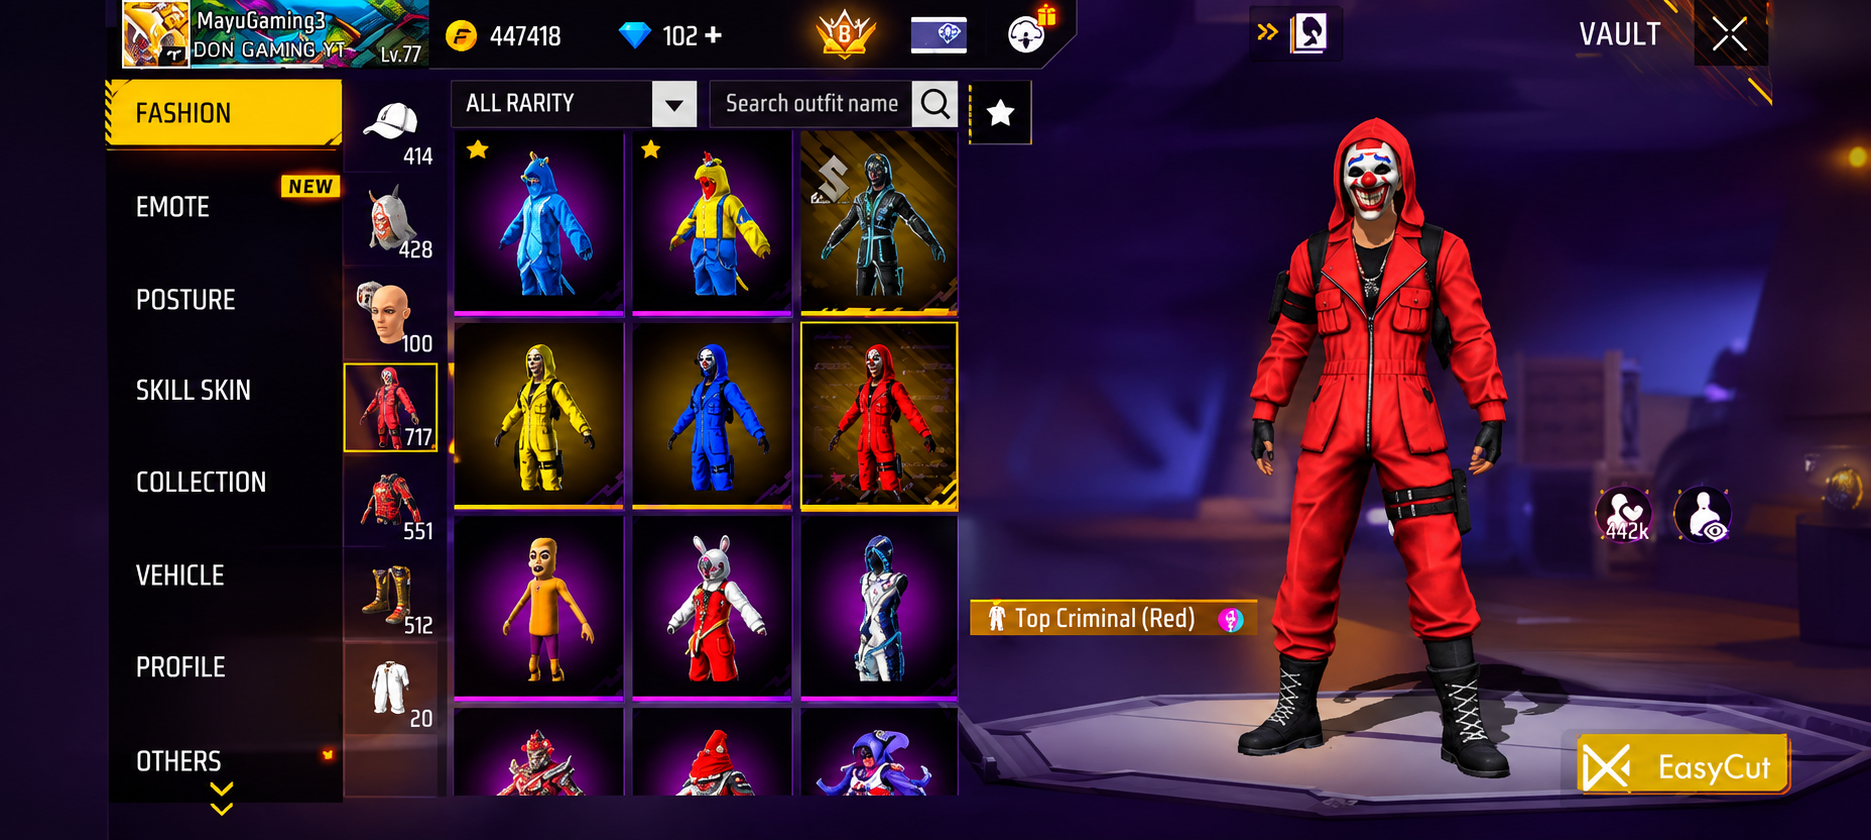 MayuGaming3
DON GAMING YT
Lv.77
447418
102 +
B
VAULT
FASHION
EMOTE
NEW
POSTURE
SKILL SKIN
COLLECTION
VEHICLE
PROFILE
OTHERS
414
428
100
717
551
512
20
ALL RARITY
Search outfit name
442k
Top Criminal (Red)
EasyCut